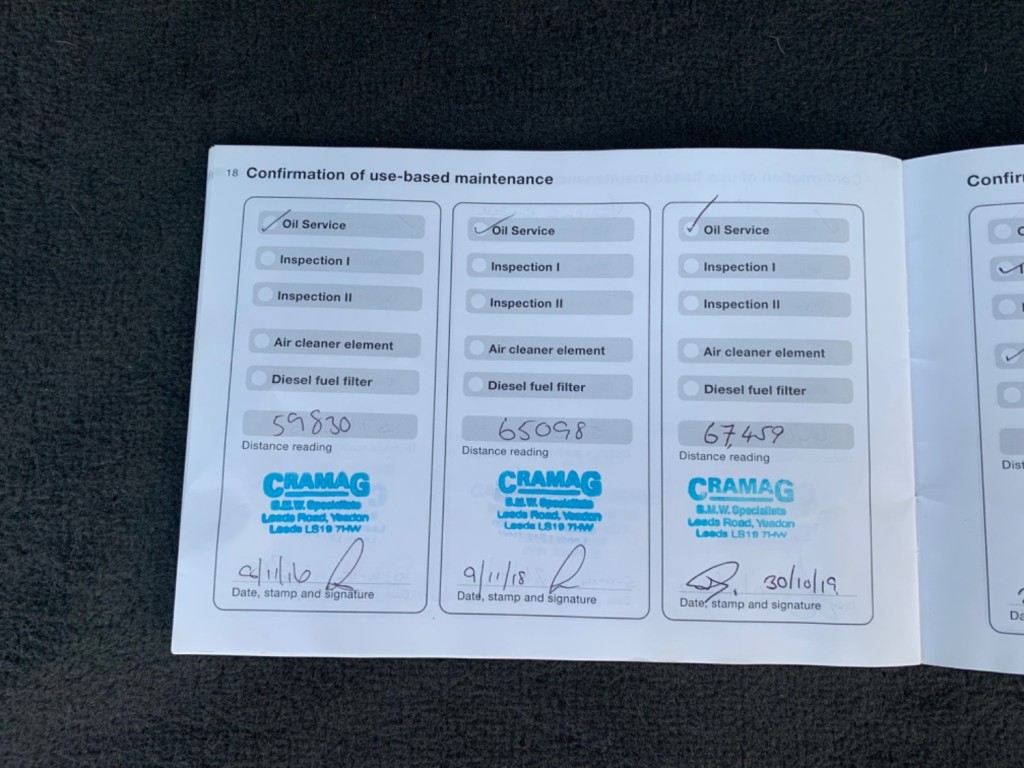 18 Confirmation of use-based maintenance
Oil Service
Inspection I
Inspection II
Air cleaner element
Diesel fuel filter
59830
Distance reading
CRAMAG
B.M.W. Specialists
Leeds Road, Yeadon
Leeds LS19 7HW
Date, stamp and signature
Oil Service
Inspection I
Inspection II
Air cleaner element
Diesel fuel filter
65098
Distance reading
CRAMAG
B.M.W. Specialists
Leeds Road, Yeadon
Leeds LS19 7HW
9/11/18
Date, stamp and signature
Oil Service
Inspection I
Inspection II
Air cleaner element
Diesel fuel filter
67,459
Distance reading
CRAMAG
B.M.W. Specialists
Leeds Road, Yeadon
Leeds LS19 7HW
30/10/19
Date, stamp and signature
Confir
Dist
Da